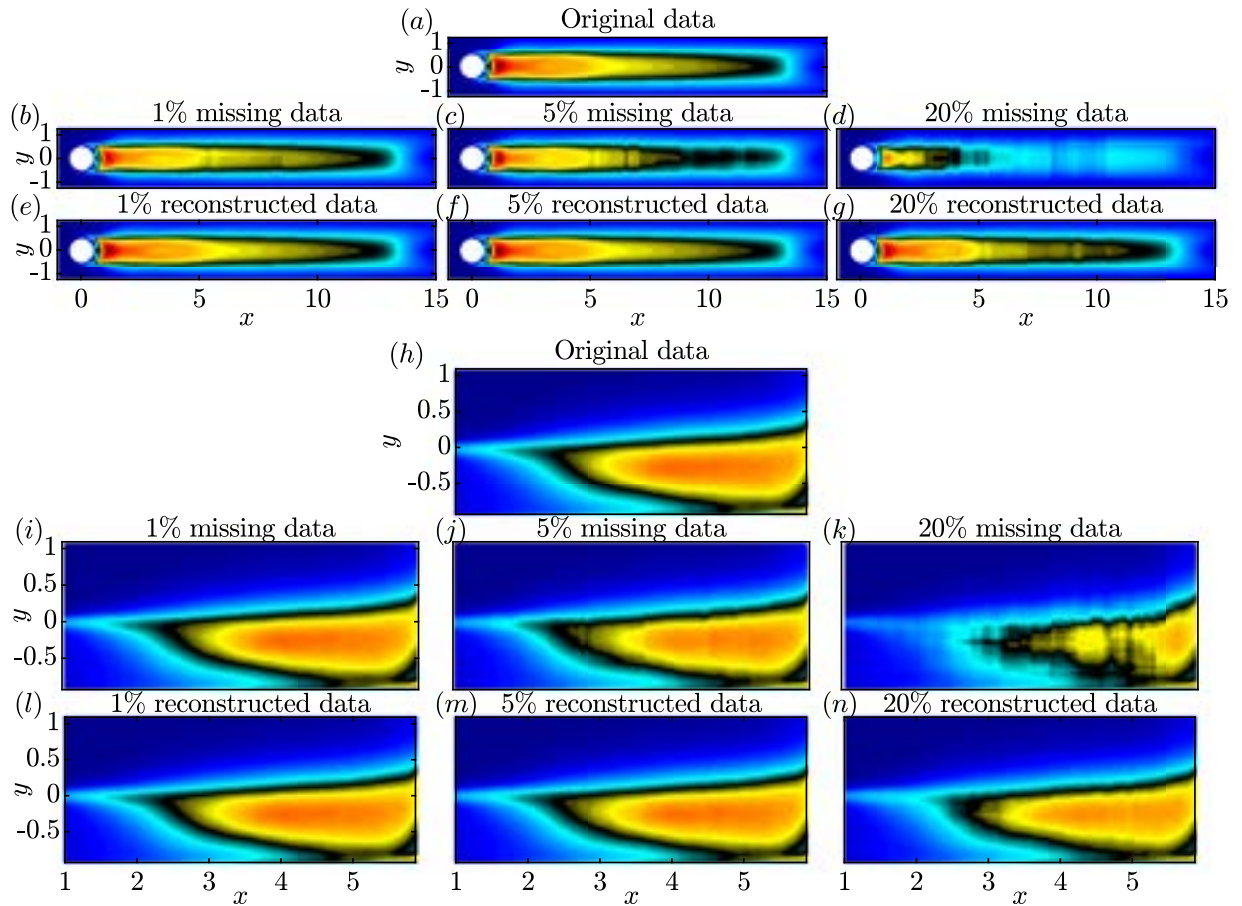 (a) Original data
1
0
-1
y
(b) 1% missing data (c) 5% missing data (d) 20% missing data
1
0
-1
y
(e) 1% reconstructed data (f) 5% reconstructed data (g) 20% reconstructed data
1
0
-1
y
0 5 10 15 0 5 10 15 0 5 10 15
x x x
(h) Original data
1
0.5
0
-0.5
y
(i) 1% missing data (j) 5% missing data (k) 20% missing data
1
0.5
0
-0.5
y
(l) 1% reconstructed data (m) 5% reconstructed data (n) 20% reconstructed data
1
0.5
0
-0.5
y
1 2 3 4 5 1 2 3 4 5 1 2 3 4 5
x x x